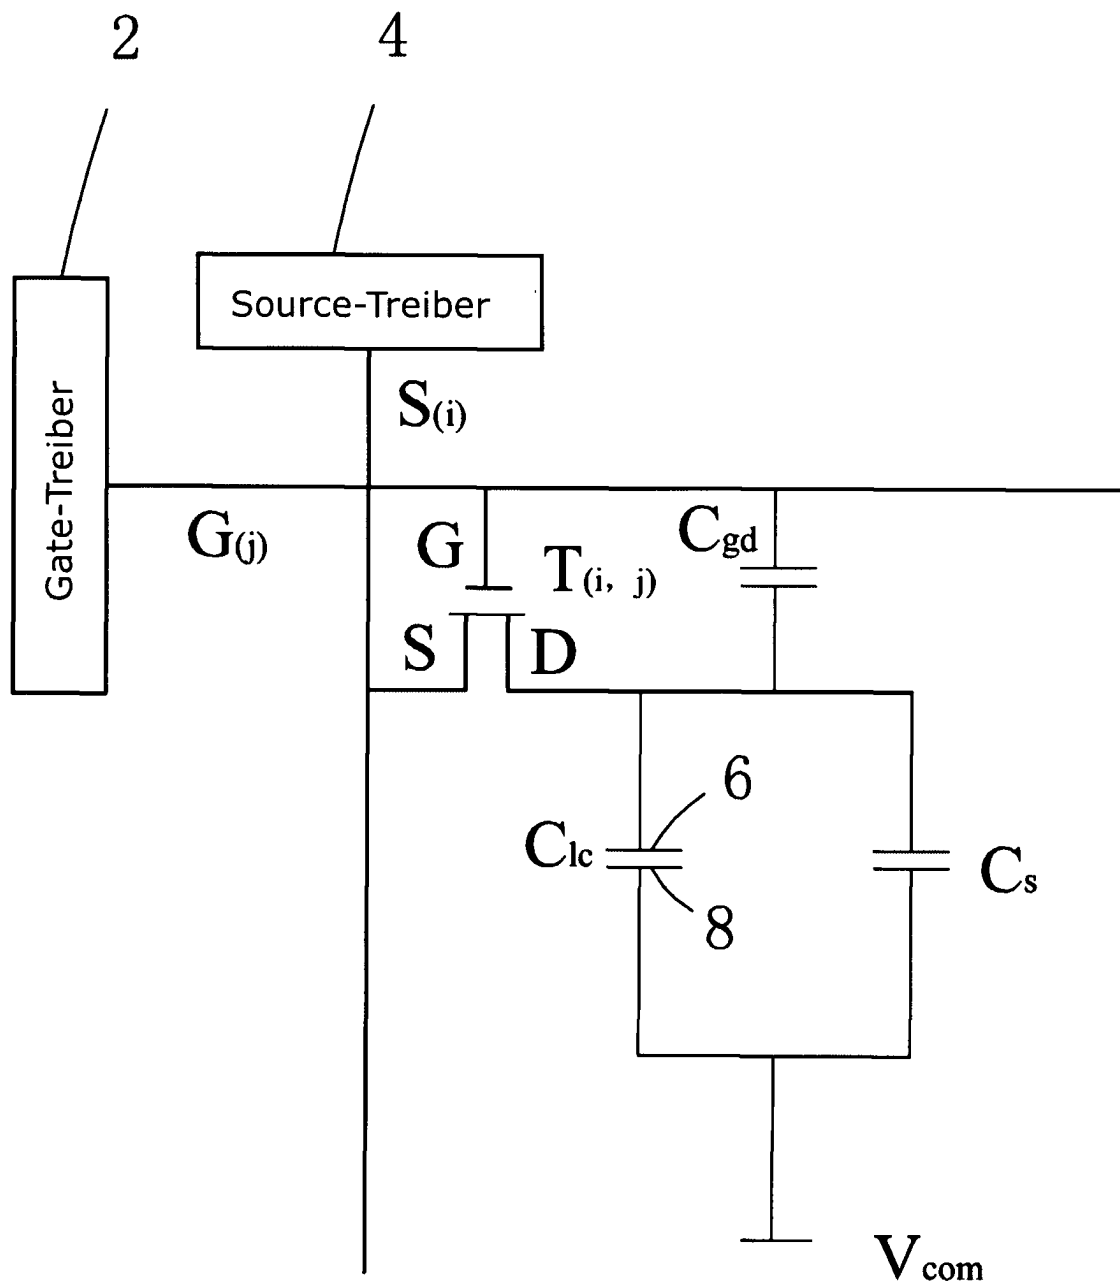 2
4
Source-Treiber
Gate-Treiber
S(i)
G(j)
G
T(i, j)
Cgd
S
D
6
Clc
8
Cs
Vcom